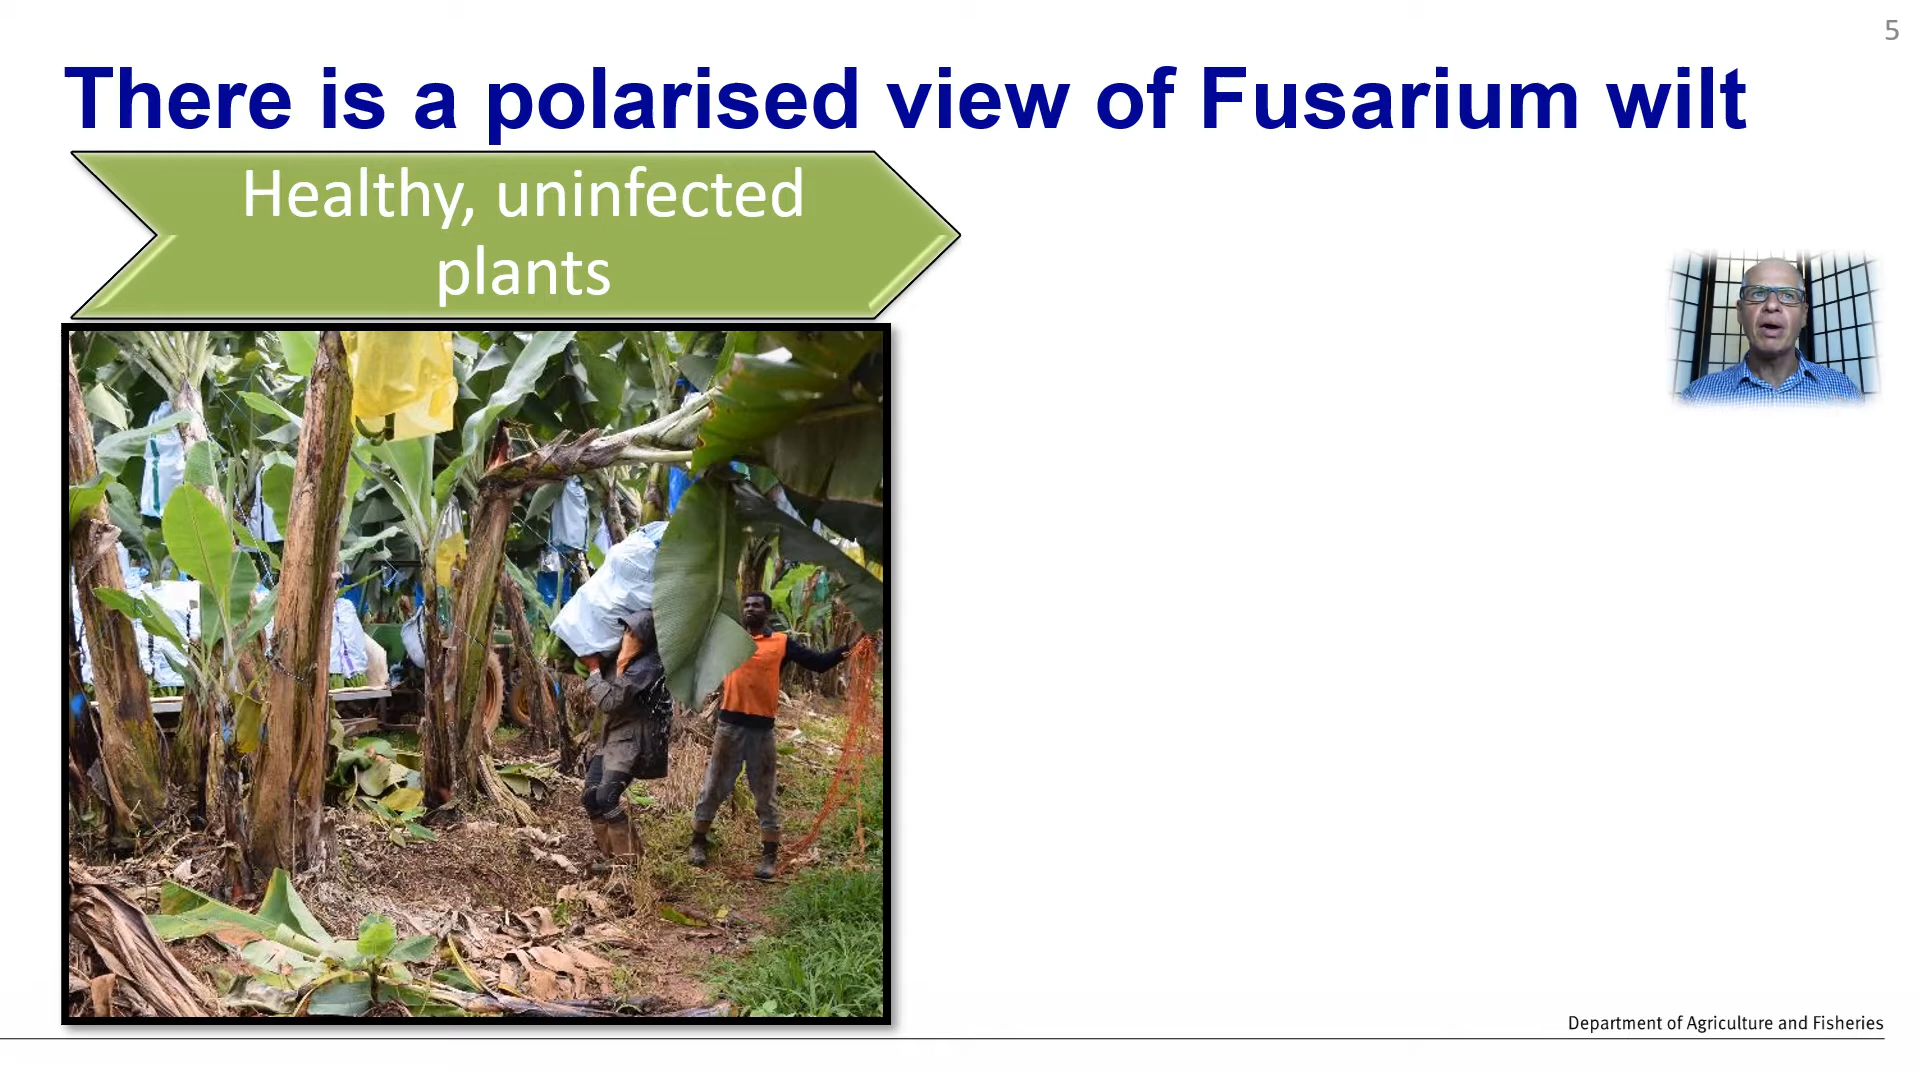 5
There is a polarised view of Fusarium wilt
Healthy, uninfected
plants
Department of Agriculture and Fisheries